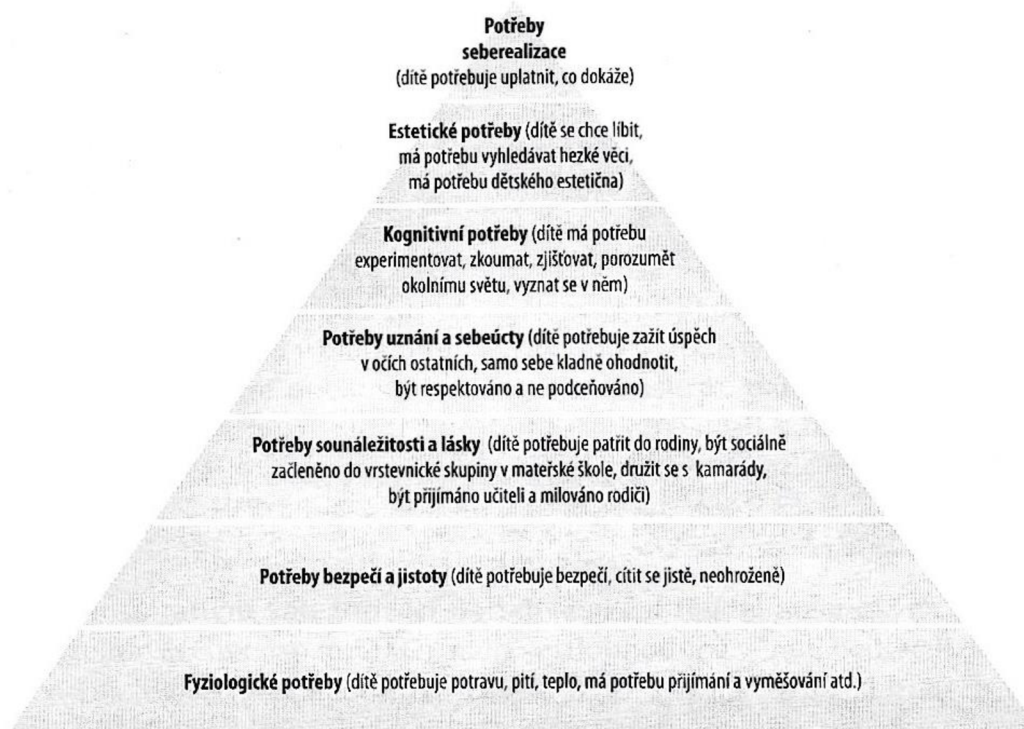 Potřeby
seberealizace
(dítě potřebuje uplatnit, co dokáže)
Estetické potřeby (dítě se chce líbit,
má potřebu vyhledávat hezké věci,
má potřebu dětského estetična)
Kognitivní potřeby (dítě má potřebu
experimentovat, zkoumat, zjišťovat, porozumět
okolnímu světu, vyznat se v něm)
Potřeby uznání a sebeúcty (dítě potřebuje zažít úspěch
v očích ostatních, samo sebe kladně ohodnotit,
být respektováno a ne podceňováno)
Potřeby sounáležitosti a lásky (dítě potřebuje patřit do rodiny, být sociálně
začleněno do vrstevnické skupiny v mateřské škole, družit se s kamarády,
být přijímáno učiteli a milováno rodiči)
Potřeby bezpečí a jistoty (dítě potřebuje bezpečí, cítit se jistě, neohroženě)
Fyziologické potřeby (dítě potřebuje potravu, pití, teplo, má potřebu přijímání a vyměšování atd.)